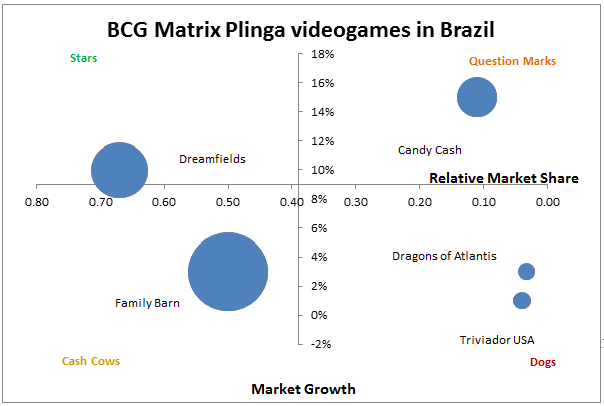 BCG Matrix Plinga videogames in Brazil
Stars
18%
Question Marks
16%
14%
12%
Candy Cash
Dreamfields
10%
Relative Market Share
0.80
0.70
0.60
0.50
0.40
8%
0.30
0.20
0.10
0.00
6%
Dragons of Atlantis
4%
2%
Family Barn
0%
Triviador USA
-2%
Cash Cows
Dogs
Market Growth